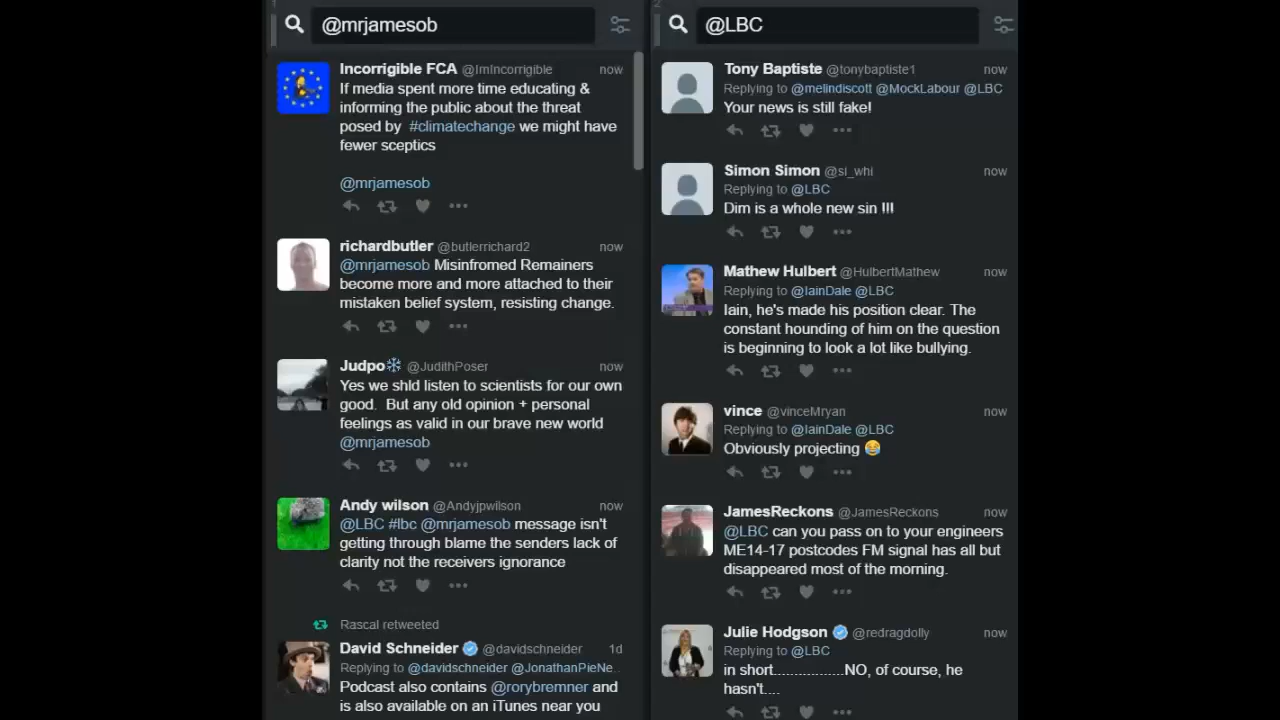 1
@mrjamesob
Incorrigible FCA @ImIncorrigible now
If media spent more time educating &
informing the public about the threat
posed by #climatechange we might have
fewer sceptics
@mrjamesob
richardbutler @butlerrichard2 now
@mrjamesob Misinfromed Remainers
become more and more attached to their
mistaken belief system, resisting change.
Judpo❄ @JudithPoser now
Yes we shld listen to scientists for our own
good. But any old opinion + personal
feelings as valid in our brave new world
@mrjamesob
Andy wilson @Andyjpwilson now
@LBC #lbc @mrjamesob message isn't
getting through blame the senders lack of
clarity not the receivers ignorance
Rascal retweeted
David Schneider @davidschneider 1d
Replying to @davidschneider @JonathanPieNe..
Podcast also contains @rorybremner and
is also available on an iTunes near you
2
@LBC
Tony Baptiste @tonybaptiste1 now
Replying to @melindiscott @MockLabour @LBC
Your news is still fake!
Simon Simon @si_whi now
Replying to @LBC
Dim is a whole new sin !!!
Mathew Hulbert @HulbertMathew now
Replying to @IainDale @LBC
Iain, he's made his position clear. The
constant hounding of him on the question
is beginning to look a lot like bullying.
vince @vinceMryan now
Replying to @IainDale @LBC
Obviously projecting 😂
JamesReckons @JamesReckons now
@LBC can you pass on to your engineers
ME14-17 postcodes FM signal has all but
disappeared most of the morning.
Julie Hodgson @redragdolly now
Replying to @LBC
in short................NO, of course, he
hasn't....